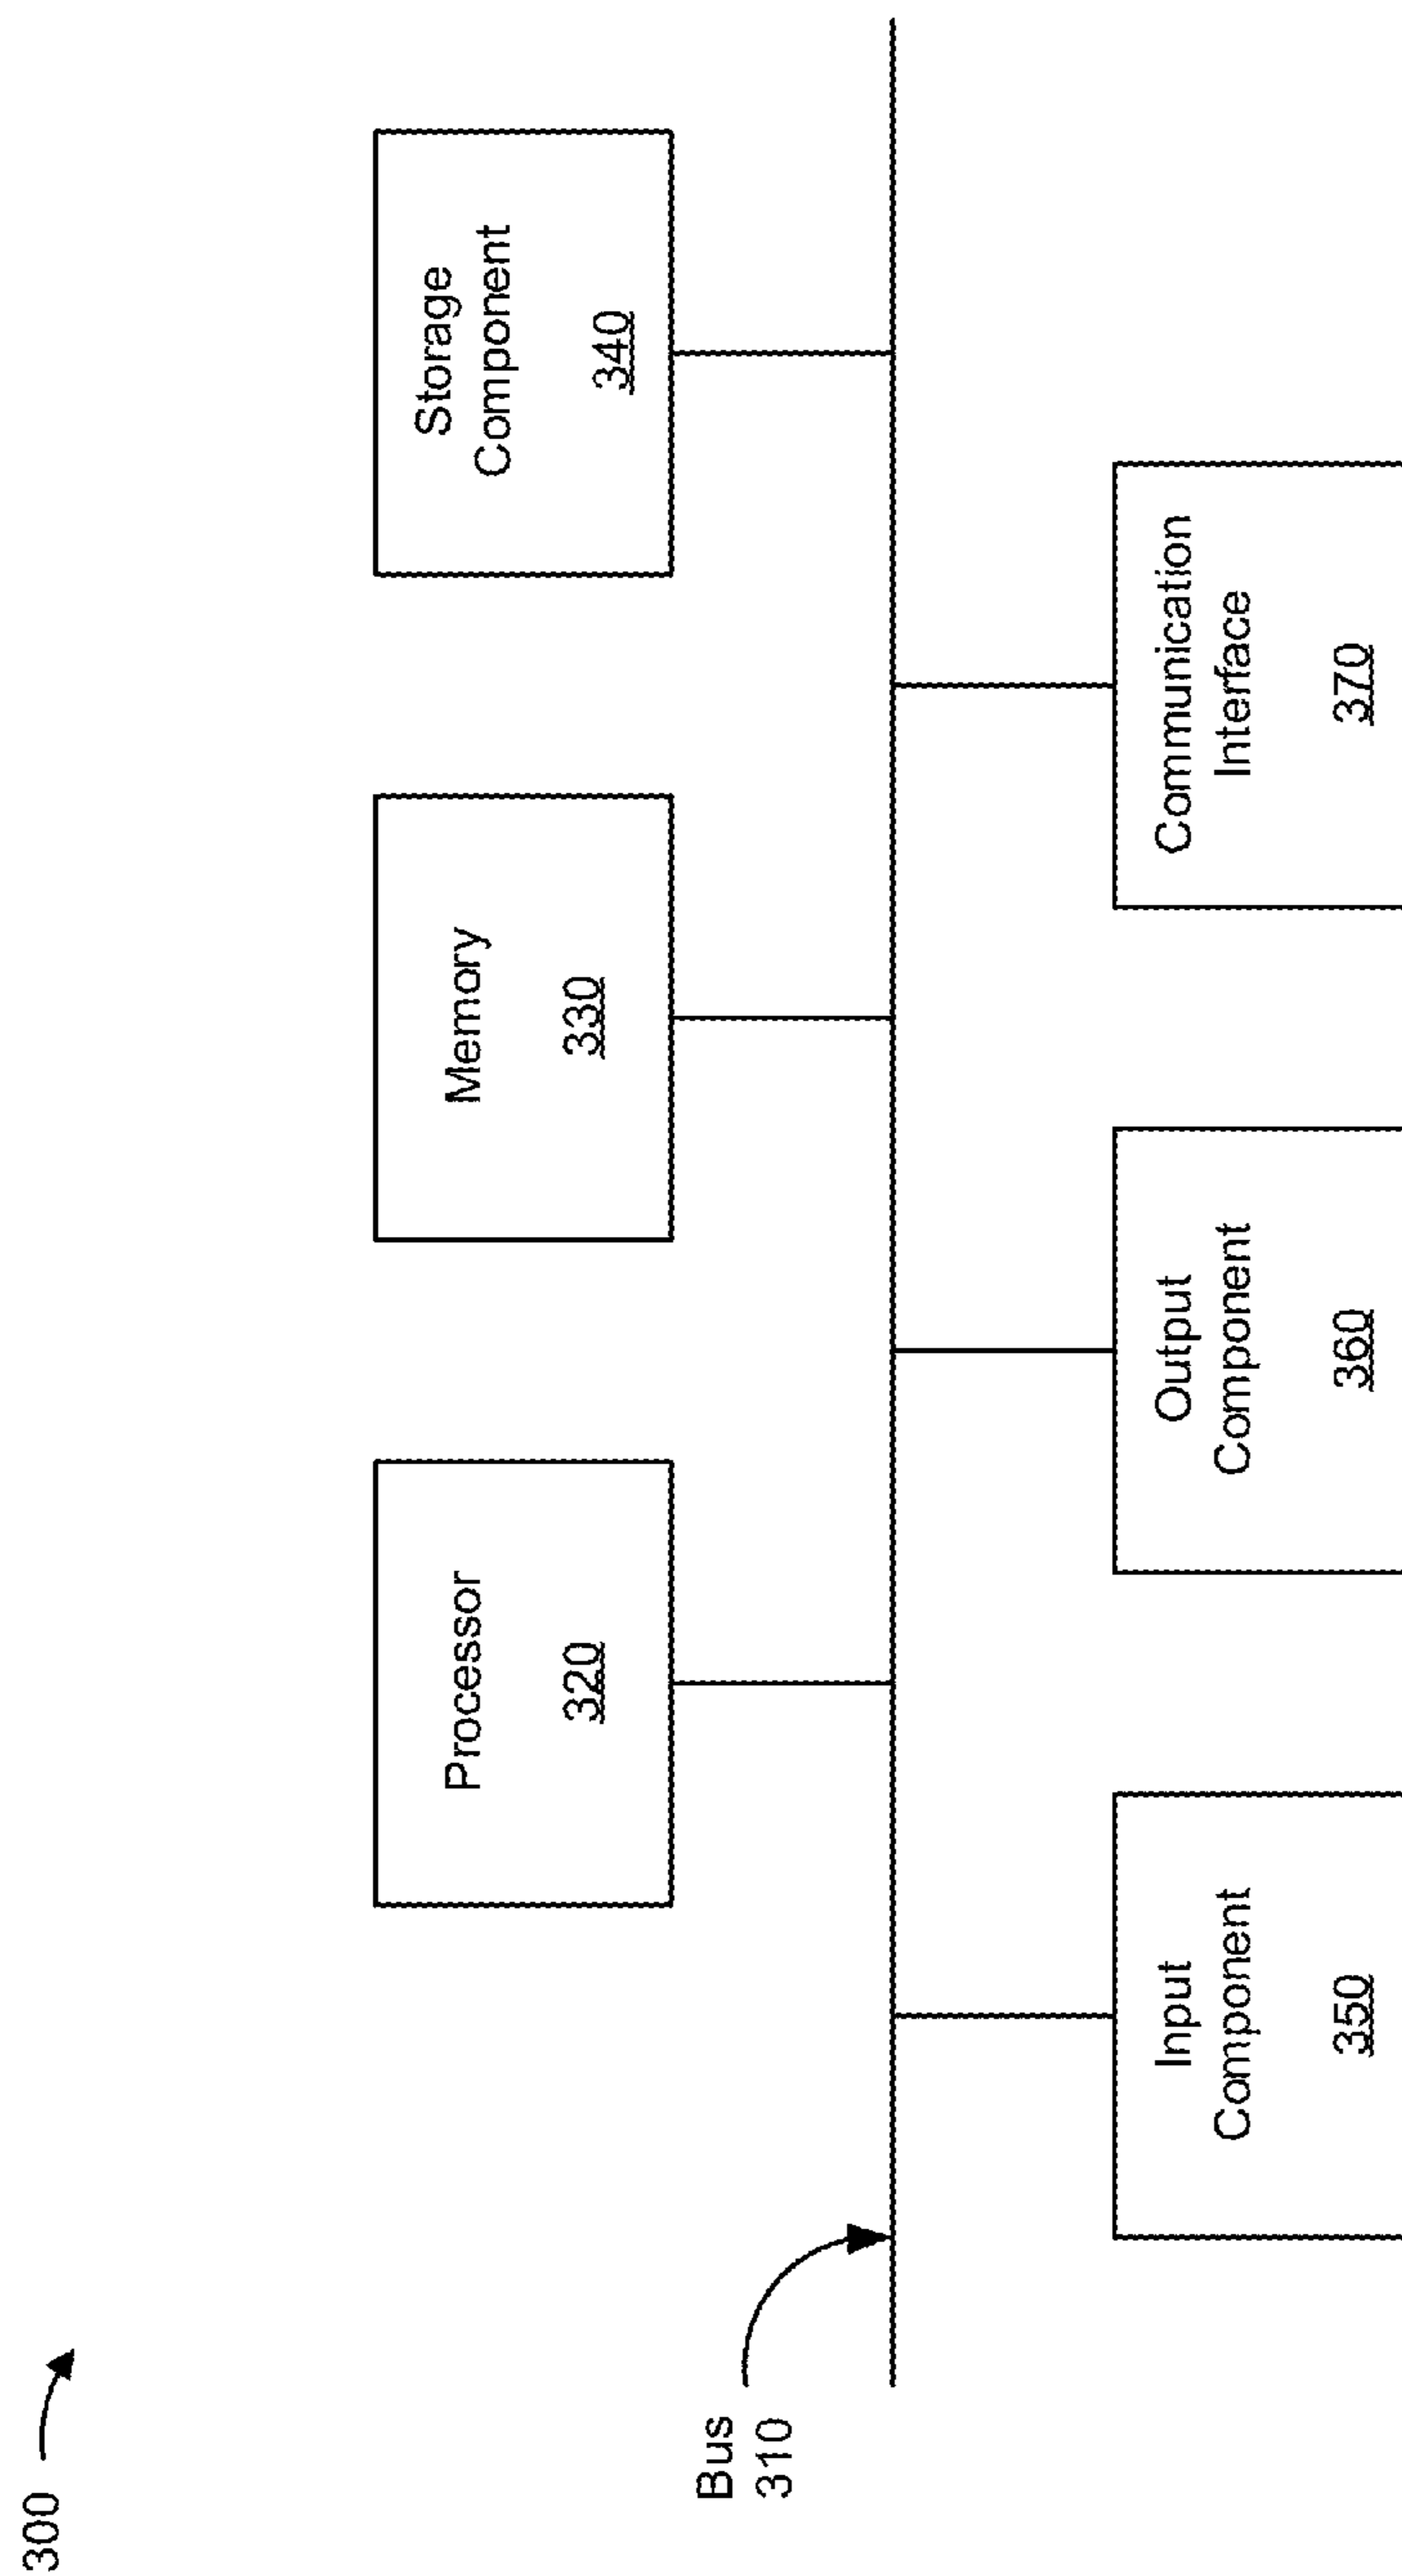 300
Processor
320
Memory
330
Storage
Component
340
Bus
310
Input
Component
350
Output
Component
360
Communication
Interface
370